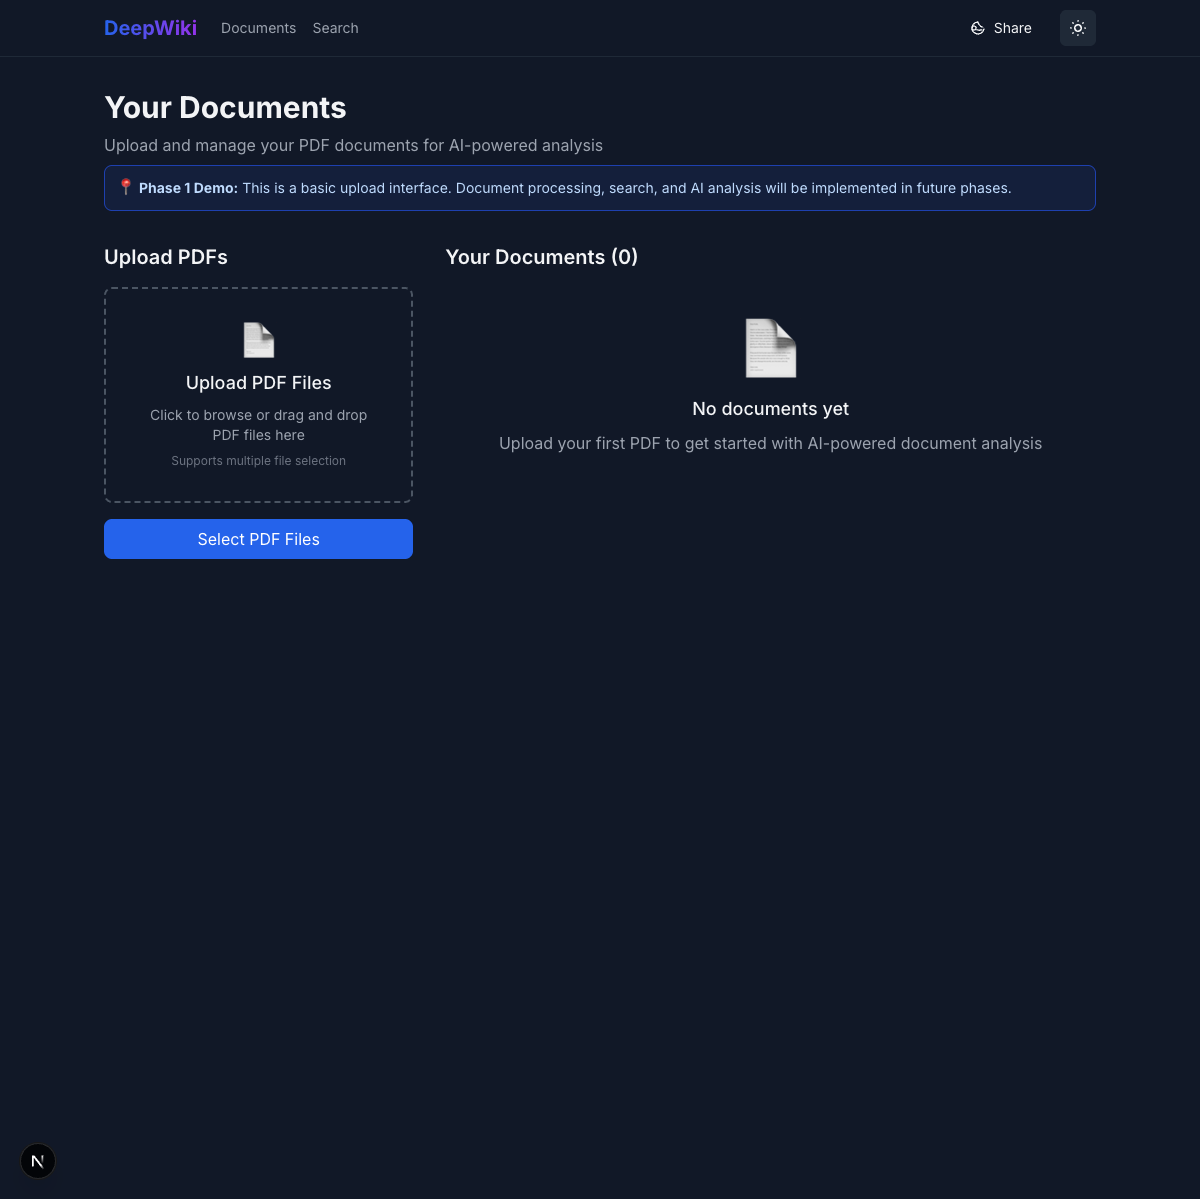 DeepWiki
Documents
Search
Share
Your Documents
Upload and manage your PDF documents for AI-powered analysis
Phase 1 Demo: This is a basic upload interface. Document processing, search, and AI analysis will be implemented in future phases.
Upload PDFs
Upload PDF Files
Click to browse or drag and drop
PDF files here
Supports multiple file selection
Select PDF Files
Your Documents (0)
No documents yet
Upload your first PDF to get started with AI-powered document analysis
N